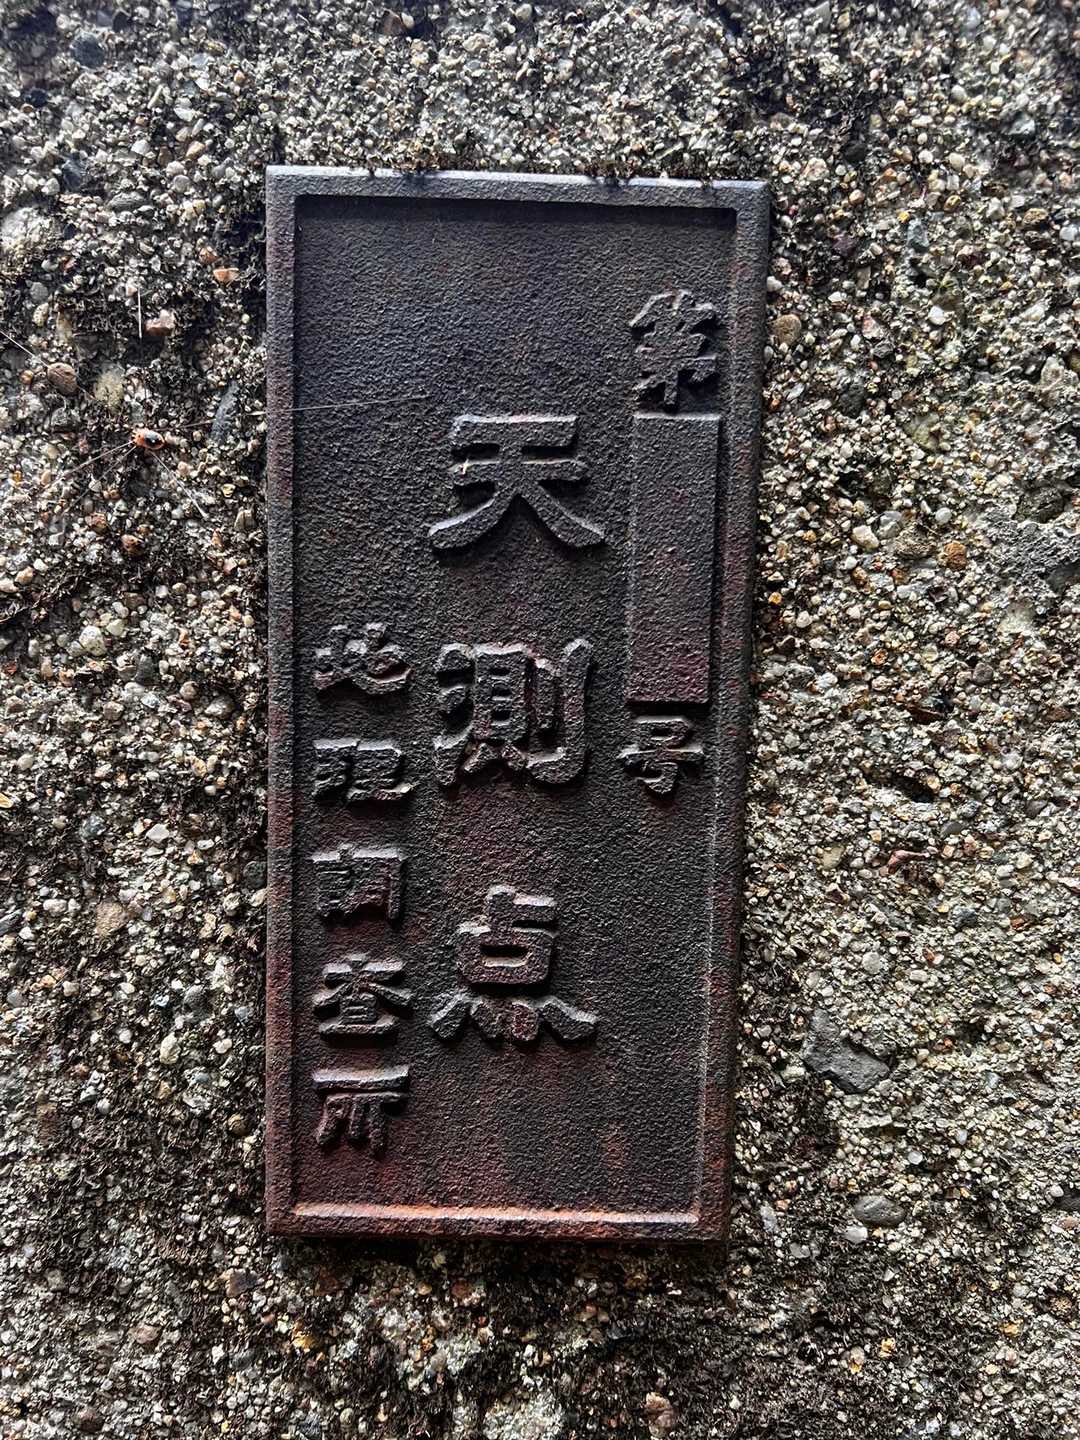 第 号
天測点
地理調査所